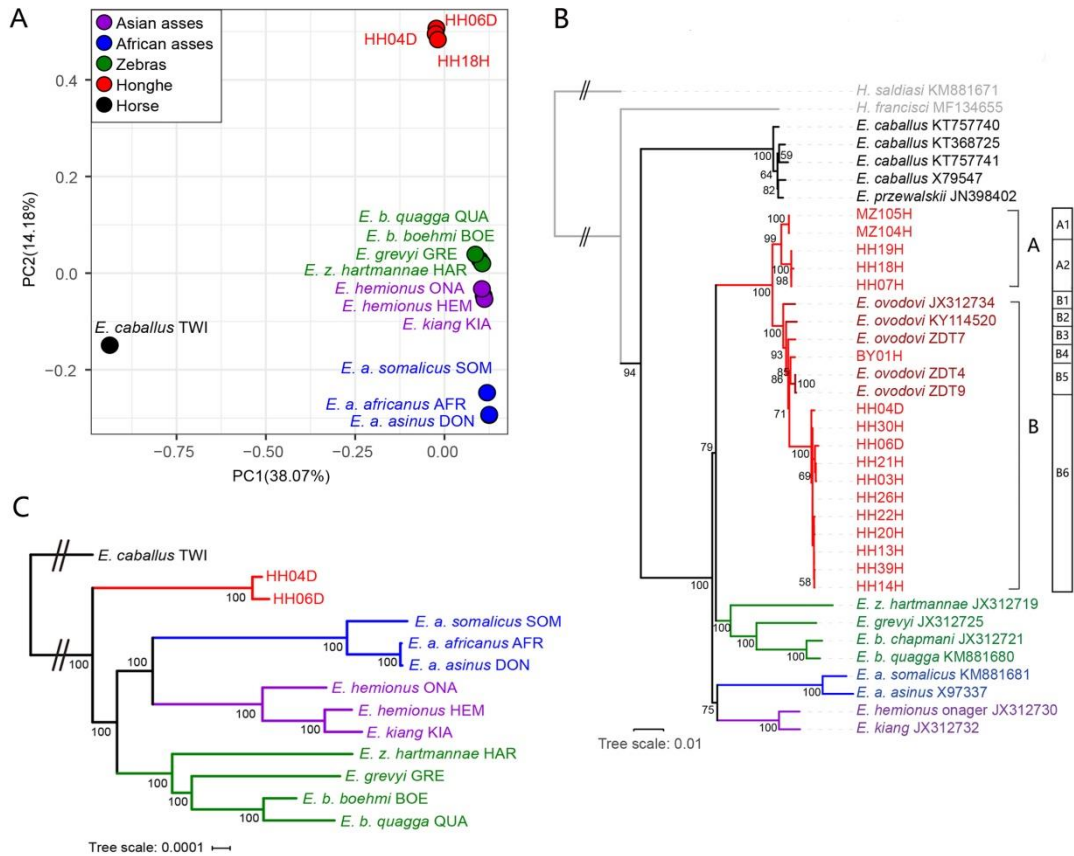 A
Asian asses
African asses
Zebras
Honghe
Horse
HH06D
HH04D
HH18H
E. b. quagga QUA
E. b. boehmi BOE
E. grevyi GRE
E. z. hartmannae HAR
E. hemionus ONA
E. hemionus HEM
E. kiang KIA
E. caballus TWI
E. a. somalicus SOM
E. a. africanus AFR
E. a. asinus DON
PC2(14.18%)
0.4
0.2
0.0
−0.2
−0.75
−0.50
−0.25
0.00
PC1(38.07%)
B
H. saldiasi KM881671
H. francisci MF134655
E. caballus KT757740
E. caballus KT368725
E. caballus KT757741
E. caballus X79547
E. przewalskii JN398402
MZ105H
MZ104H
HH19H
HH18H
HH07H
E. ovodovi JX312734
E. ovodovi KY114520
E. ovodovi ZDT7
BY01H
E. ovodovi ZDT4
E. ovodovi ZDT9
HH04D
HH30H
HH06D
HH21H
HH03H
HH26H
HH22H
HH20H
HH13H
HH39H
HH14H
E. z. hartmannae JX312719
E. grevyi JX312725
E. b. chapmani JX312721
E. b. quagga KM881680
E. a. somalicus KM881681
E. a. asinus X97337
E. hemionus onager JX312730
E. kiang JX312732
100
59
64
82
100
99
100
98
100
100
93
85
86
100
71
100
69
58
94
79
100
100
100
100
100
75
100
A
B
A1
A2
B1
B2
B3
B4
B5
B6
Tree scale: 0.01
C
E. caballus TWI
HH04D
HH06D
E. a. somalicus SOM
E. a. africanus AFR
E. a. asinus DON
E. hemionus ONA
E. hemionus HEM
E. kiang KIA
E. z. hartmannae HAR
E. grevyi GRE
E. b. boehmi BOE
E. b. quagga QUA
100
100
100
100
100
100
100
100
100
100
100
Tree scale: 0.0001